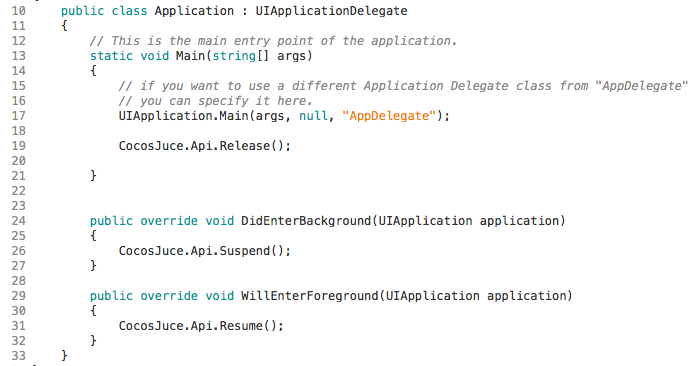 10 public class Application : UIApplicationDelegate
11 {
12 // This is the main entry point of the application.
13 static void Main(string[] args)
14 {
15 // if you want to use a different Application Delegate class from "AppDelegate"
16 // you can specify it here.
17 UIApplication.Main(args, null, "AppDelegate");
18
19 CocosJuce.Api.Release();
20
21 }
22
23
24 public override void DidEnterBackground(UIApplication application)
25 {
26 CocosJuce.Api.Suspend();
27 }
28
29 public override void WillEnterForeground(UIApplication application)
30 {
31 CocosJuce.Api.Resume();
32 }
33 }